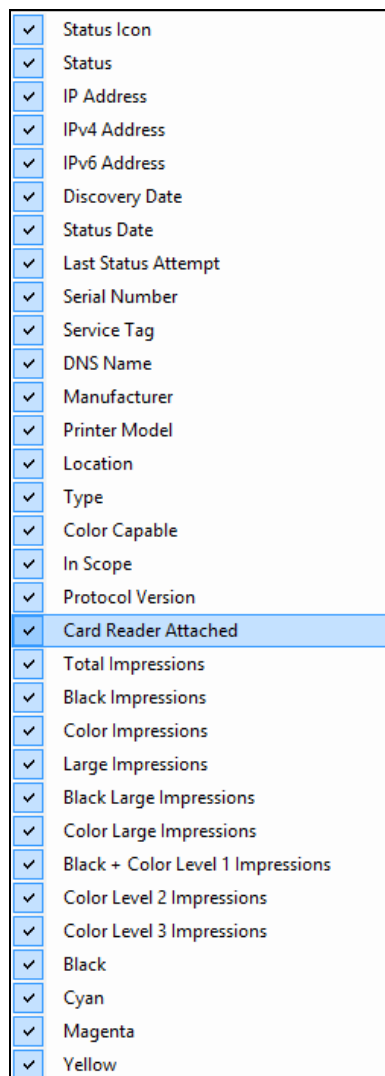 Status Icon
Status
IP Address
IPv4 Address
IPv6 Address
Discovery Date
Status Date
Last Status Attempt
Serial Number
Service Tag
DNS Name
Manufacturer
Printer Model
Location
Type
Color Capable
In Scope
Protocol Version
Card Reader Attached
Total Impressions
Black Impressions
Color Impressions
Large Impressions
Black Large Impressions
Color Large Impressions
Black + Color Level 1 Impressions
Color Level 2 Impressions
Color Level 3 Impressions
Black
Cyan
Magenta
Yellow